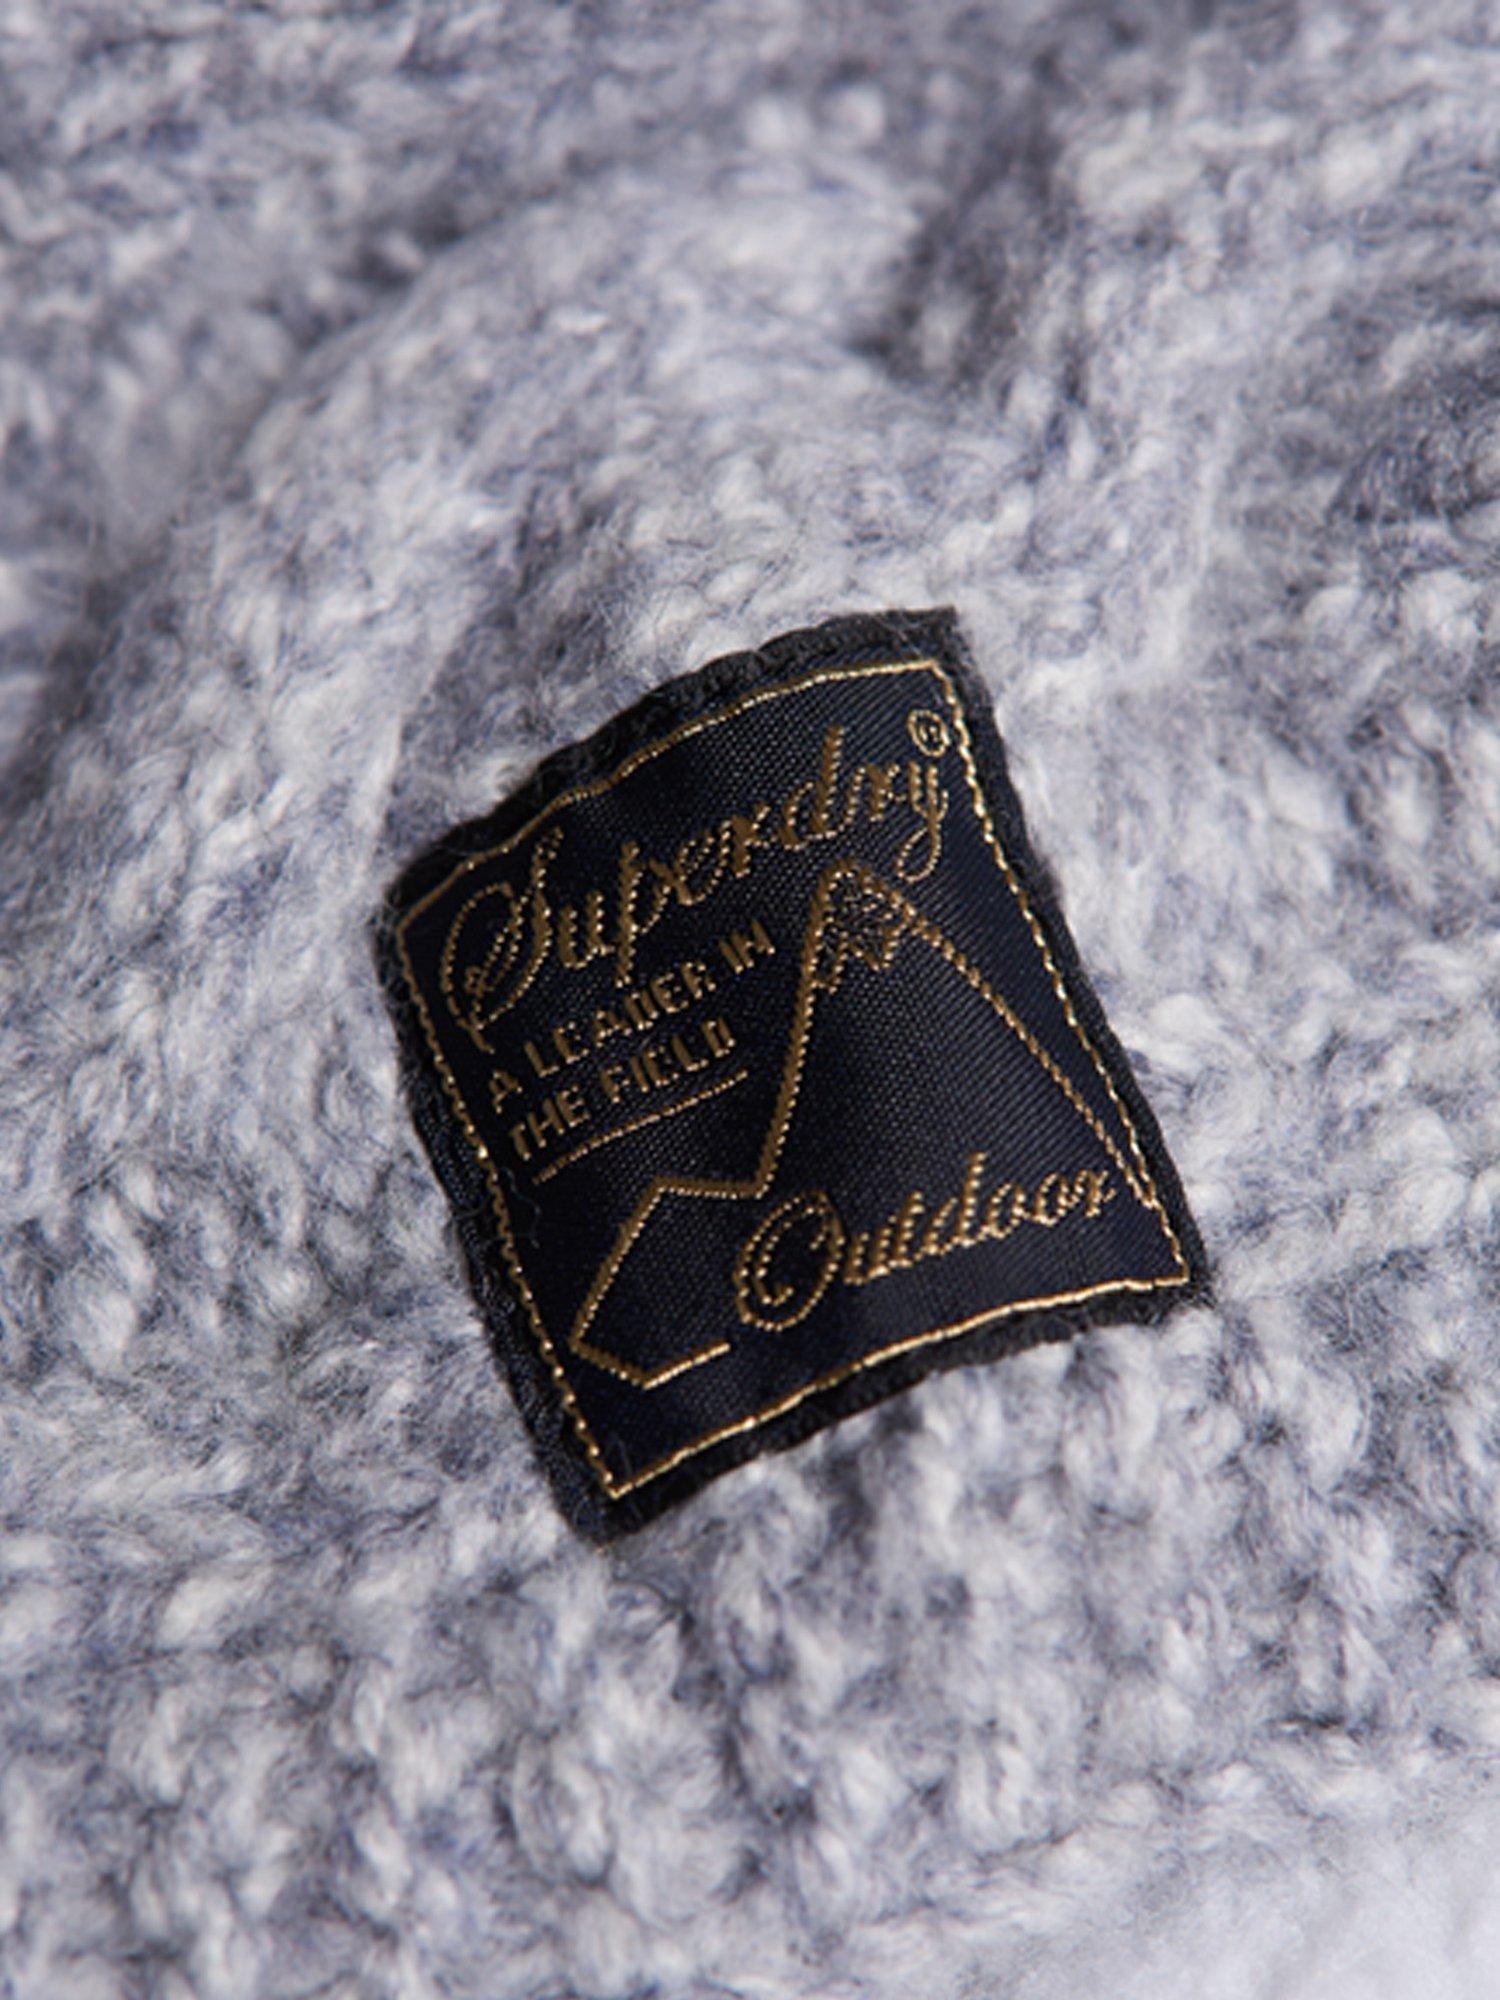 Superdry®
A LEADER IN
THE FIELD
Outdoor